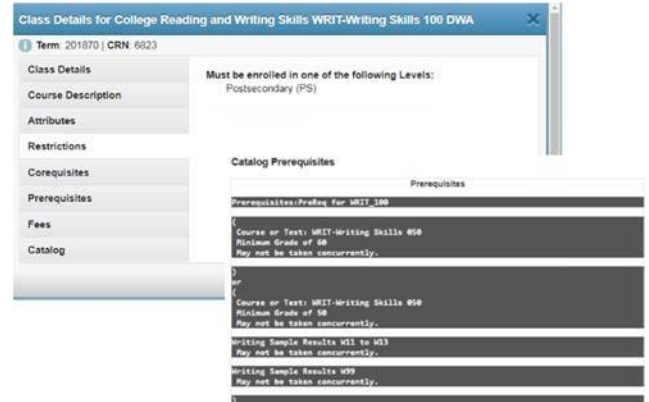 Class Details for College Reading and Writing Skills WRIT-Writing Skills 100 DWA
Term: 201870 | CRN: 6823
Class Details
Course Description
Attributes
Restrictions
Corequisites
Prerequisites
Fees
Catalog
Must be enrolled in one of the following Levels:
Postsecondary (PS)
Catalog Prerequisites
Prerequisites
Prerequisites:PreReq for WRIT_100
(
Course or Test: WRIT-Writing Skills 050
Minimum Grade of 60
May not be taken concurrently.
)
or
(
Course or Test: WRIT-Writing Skills 050
Minimum Grade of 50
May not be taken concurrently.
Writing Sample Results W11 to W13
May not be taken concurrently.
Writing Sample Results W99
May not be taken concurrently.
)